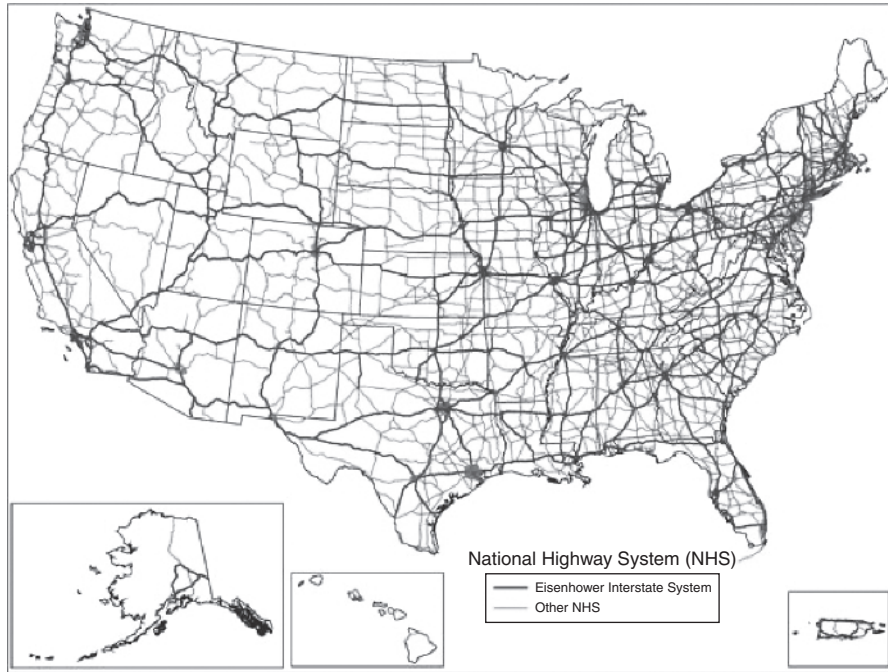 National Highway System (NHS)
Eisenhower Interstate System
Other NHS